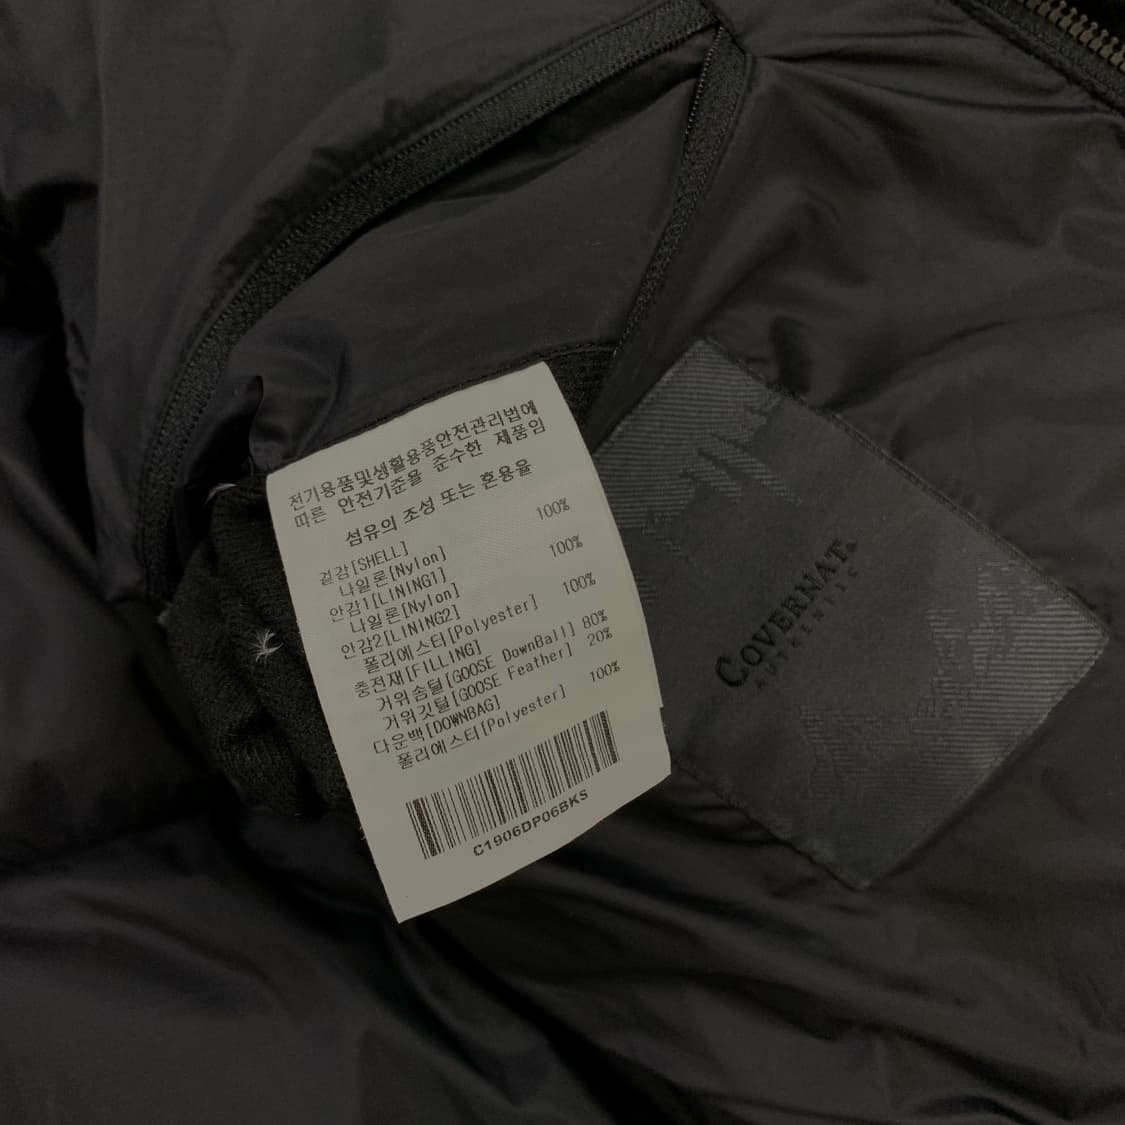 전기용품및생활용품안전관리법에
따른 안전기준을 준수한 제품임
섬유의 조성 또는 혼용율
겉감[SHELL]
나일론[Nylon] 100%
안감1[LINING1]
나일론[Nylon] 100%
안감2[LINING2]
폴리에스터[Polyester] 100%
충전재[FILLING]
거위솜털[GOOSE DownBall] 80%
거위깃털[GOOSE Feather] 20%
다운백[DOWNBAG]
폴리에스터[Polyester] 100%
C1906DP06BKS
COVERNAT.
AUTHENTIC